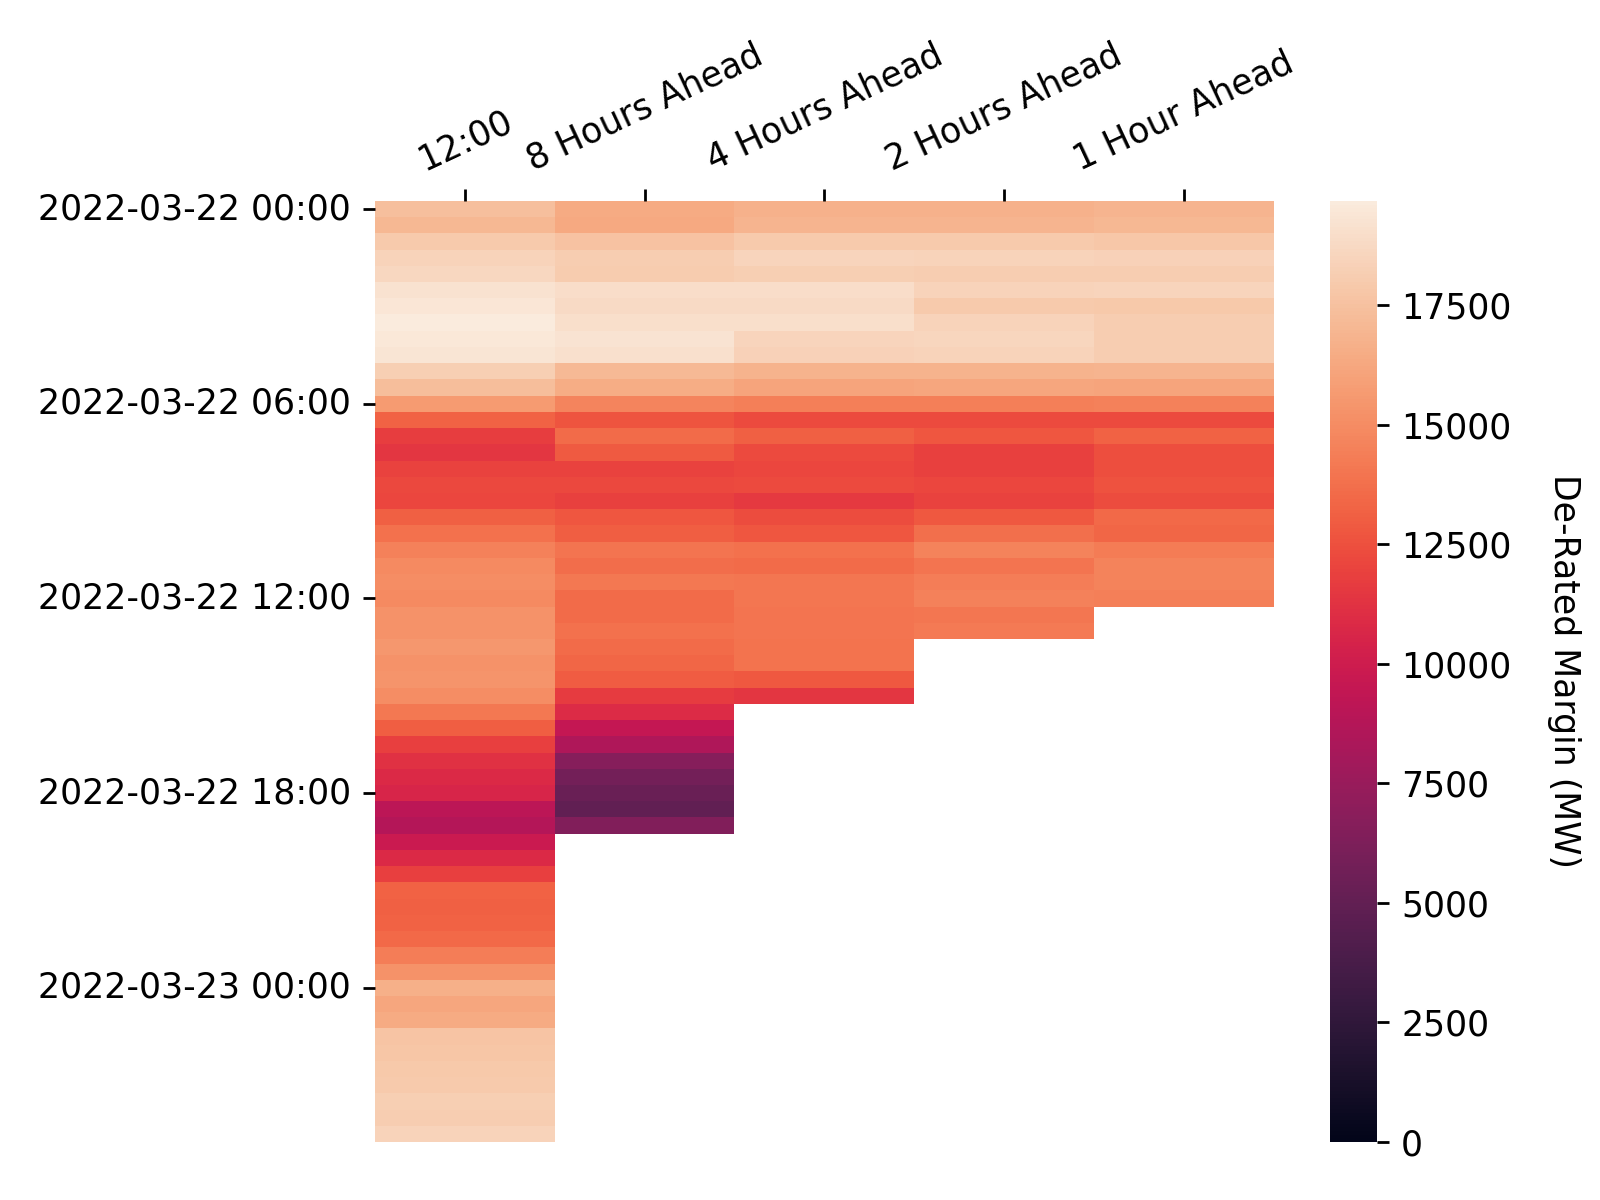 12:00
8 Hours Ahead
4 Hours Ahead
2 Hours Ahead
1 Hour Ahead
2022-03-22 00:00
2022-03-22 06:00
2022-03-22 12:00
2022-03-22 18:00
2022-03-23 00:00
17500
15000
12500
10000
7500
5000
2500
0
De-Rated Margin (MW)